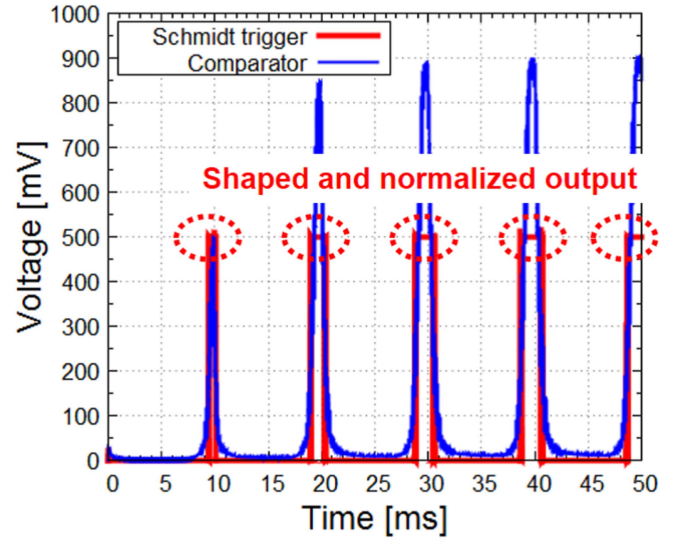 1000
900
800
700
600
500
400
300
200
100
0
Voltage [mV]
Schmidt trigger
Comparator
Shaped and normalized output
0 5 10 15 20 25 30 35 40 45 50
Time [ms]